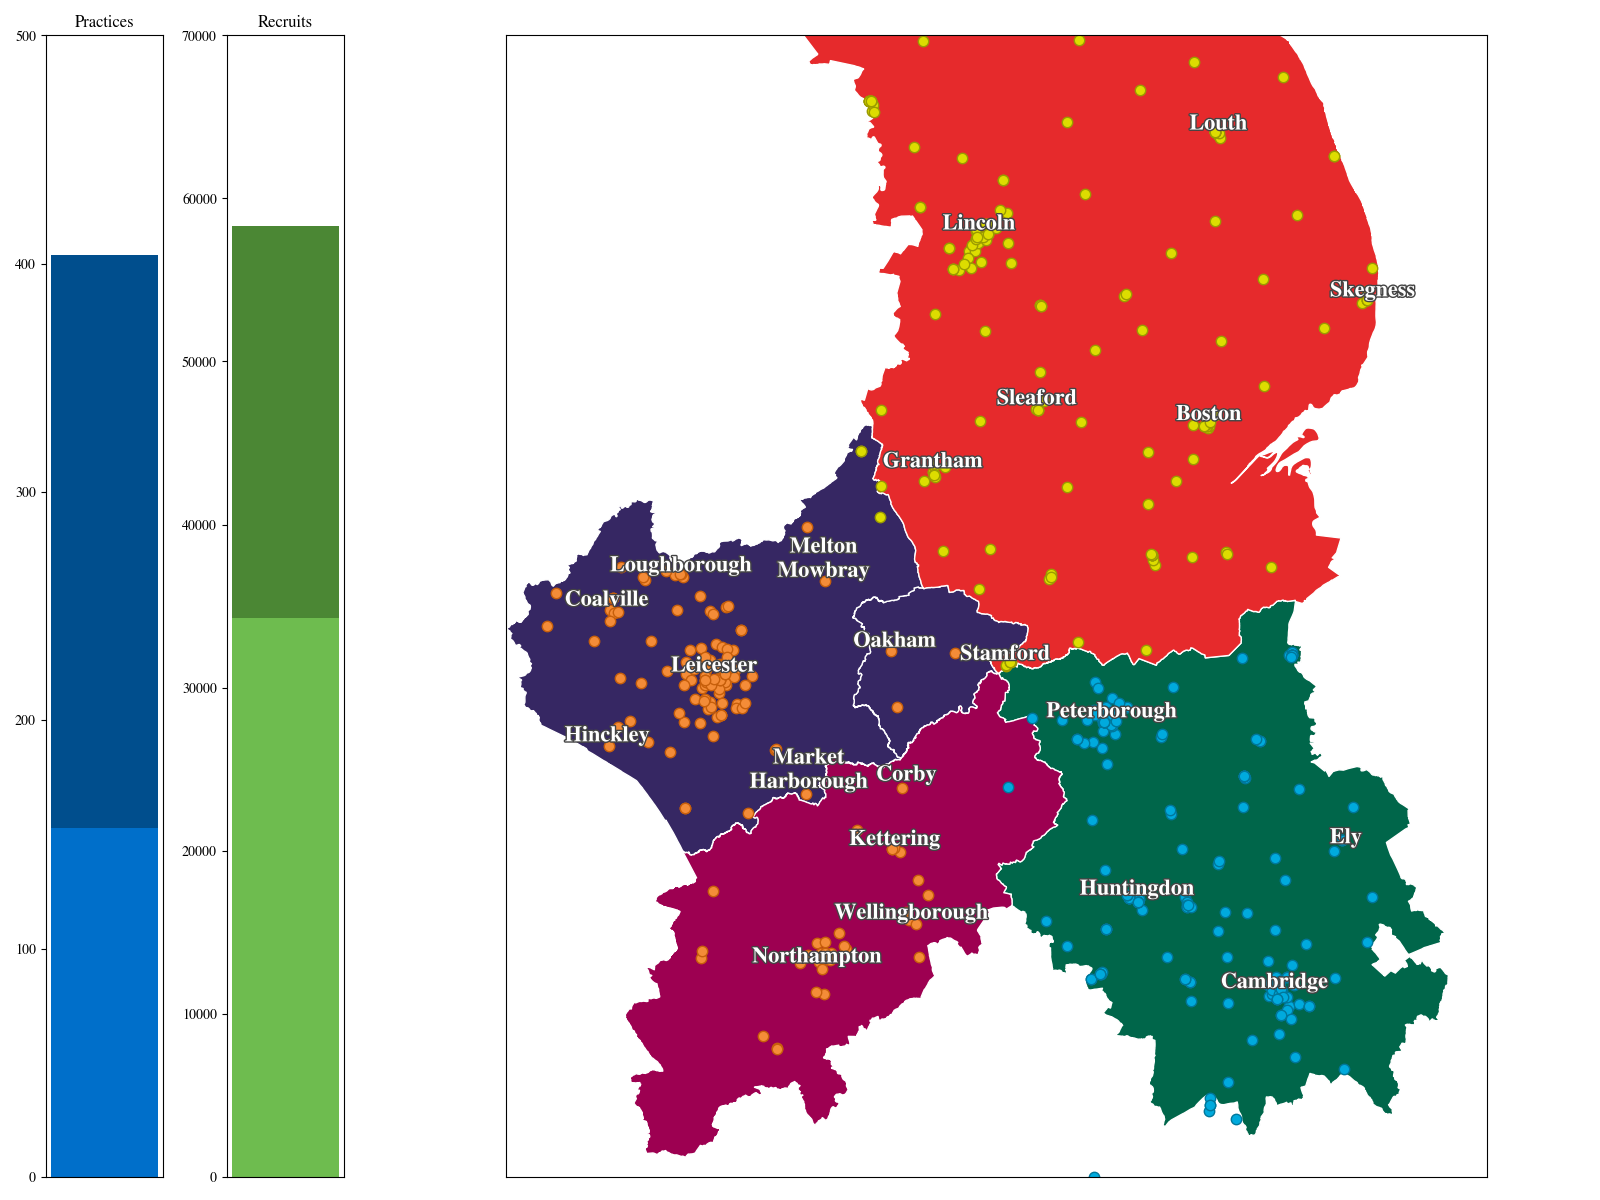 Practices
Recruits
500
400
300
200
100
0
70000
60000
50000
40000
30000
20000
10000
0
Louth
Lincoln
Skegness
Sleaford
Boston
Grantham
Melton
Mowbray
Loughborough
Coalville
Oakham
Stamford
Leicester
Peterborough
Hinckley
Market
Harborough
Corby
Kettering
Ely
Huntingdon
Wellingborough
Northampton
Cambridge